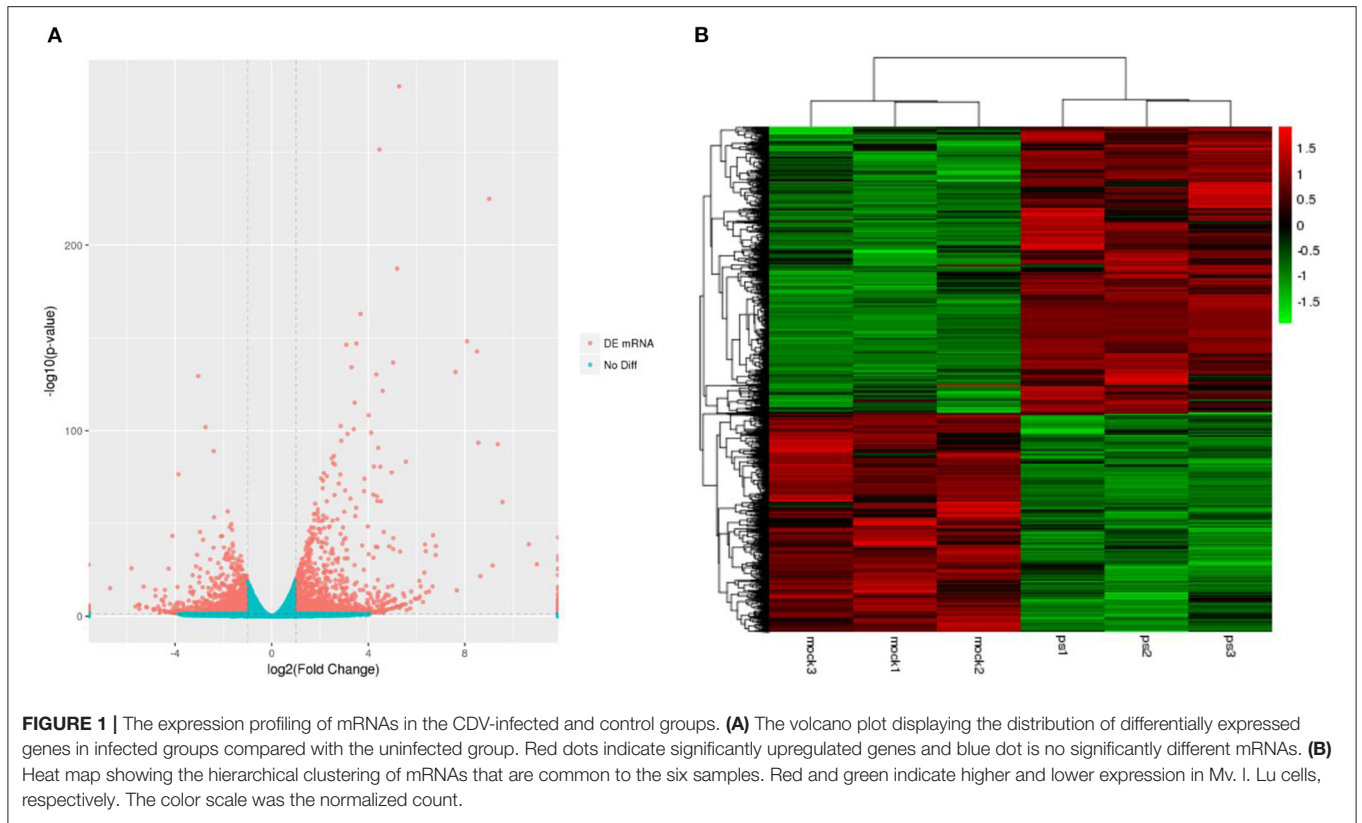 A
B
200
100
0
-log10(p-value)
-4
0
4
8
log2(Fold Change)
DE mRNA
No Diff
1.5
1
0.5
0
-0.5
-1
-1.5
mock3
mock1
mock2
ps1
ps2
ps3
FIGURE 1 | The expression profiling of mRNAs in the CDV-infected and control groups. (A) The volcano plot displaying the distribution of differentially expressed
genes in infected groups compared with the uninfected group. Red dots indicate significantly upregulated genes and blue dot is no significantly different mRNAs. (B)
Heat map showing the hierarchical clustering of mRNAs that are common to the six samples. Red and green indicate higher and lower expression in Mv. l. Lu cells,
respectively. The color scale was the normalized count.